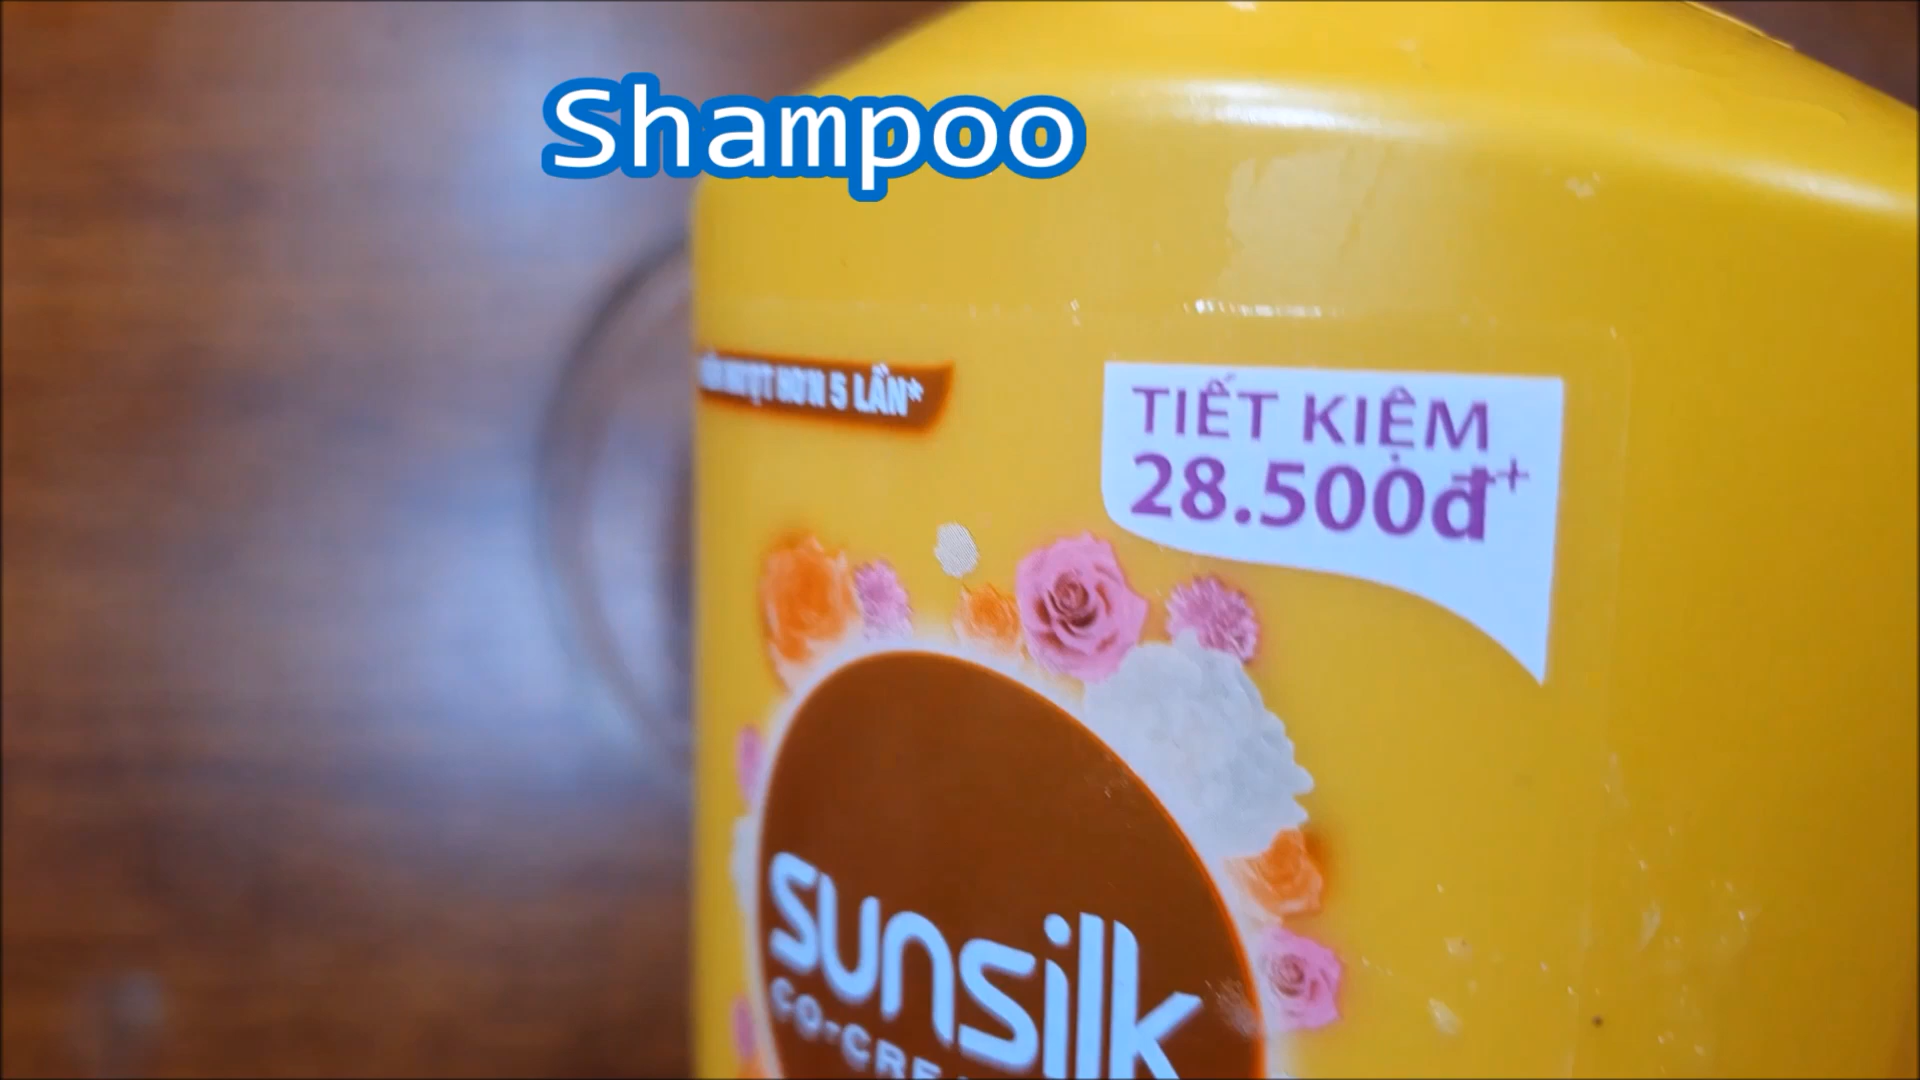 Shampoo
MƯỢT HƠN 5 LẦN*
TIẾT KIỆM
28.500đ+
sunsilk